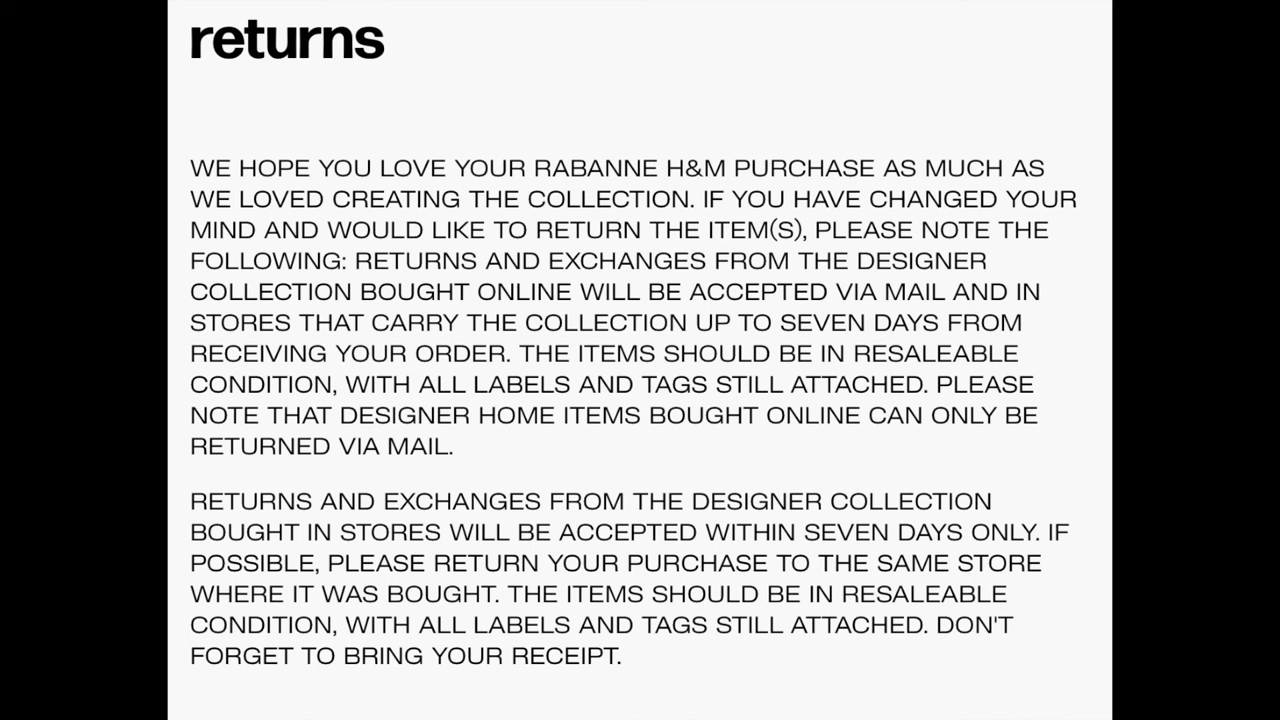 returns
WE HOPE YOU LOVE YOUR RABANNE H&M PURCHASE AS MUCH AS
WE LOVED CREATING THE COLLECTION. IF YOU HAVE CHANGED YOUR
MIND AND WOULD LIKE TO RETURN THE ITEM(S), PLEASE NOTE THE
FOLLOWING: RETURNS AND EXCHANGES FROM THE DESIGNER
COLLECTION BOUGHT ONLINE WILL BE ACCEPTED VIA MAIL AND IN
STORES THAT CARRY THE COLLECTION UP TO SEVEN DAYS FROM
RECEIVING YOUR ORDER. THE ITEMS SHOULD BE IN RESALEABLE
CONDITION, WITH ALL LABELS AND TAGS STILL ATTACHED. PLEASE
NOTE THAT DESIGNER HOME ITEMS BOUGHT ONLINE CAN ONLY BE
RETURNED VIA MAIL.
RETURNS AND EXCHANGES FROM THE DESIGNER COLLECTION
BOUGHT IN STORES WILL BE ACCEPTED WITHIN SEVEN DAYS ONLY. IF
POSSIBLE, PLEASE RETURN YOUR PURCHASE TO THE SAME STORE
WHERE IT WAS BOUGHT. THE ITEMS SHOULD BE IN RESALEABLE
CONDITION, WITH ALL LABELS AND TAGS STILL ATTACHED. DON'T
FORGET TO BRING YOUR RECEIPT.